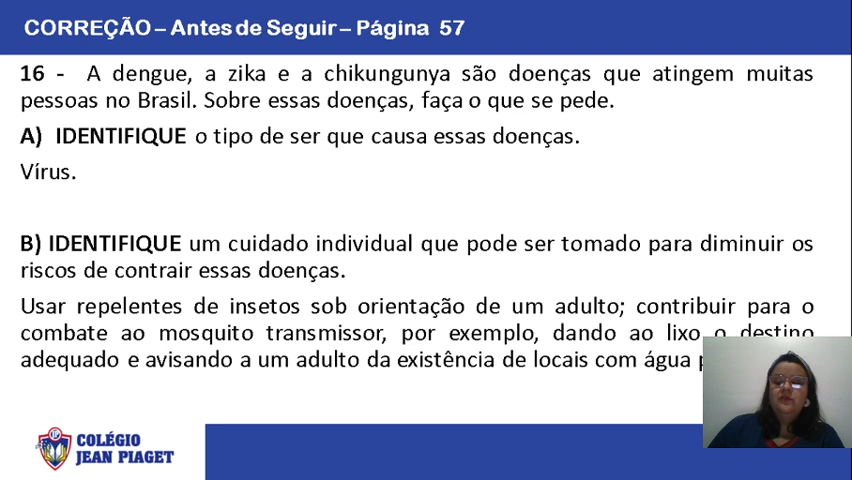 CORREÇÃO – Antes de Seguir – Página 57
16 - A dengue, a zika e a chikungunya são doenças que atingem muitas
pessoas no Brasil. Sobre essas doenças, faça o que se pede.
A) IDENTIFIQUE o tipo de ser que causa essas doenças.
Vírus.
B) IDENTIFIQUE um cuidado individual que pode ser tomado para diminuir os
riscos de contrair essas doenças.
Usar repelentes de insetos sob orientação de um adulto; contribuir para o
combate ao mosquito transmissor, por exemplo, dando ao lixo o destino
adequado e avisando a um adulto da existência de locais com água
COLÉGIO
JEAN PIAGET